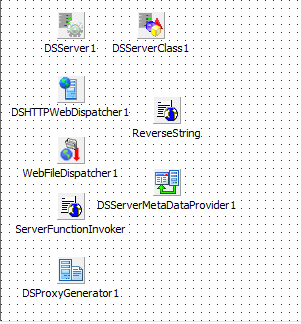 DSServer1
DSServerClass1
DSHTTPWebDispatcher1
ReverseString
WebFileDispatcher1
DSServerMetaDataProvider1
ServerFunctionInvoker
DSProxyGenerator1